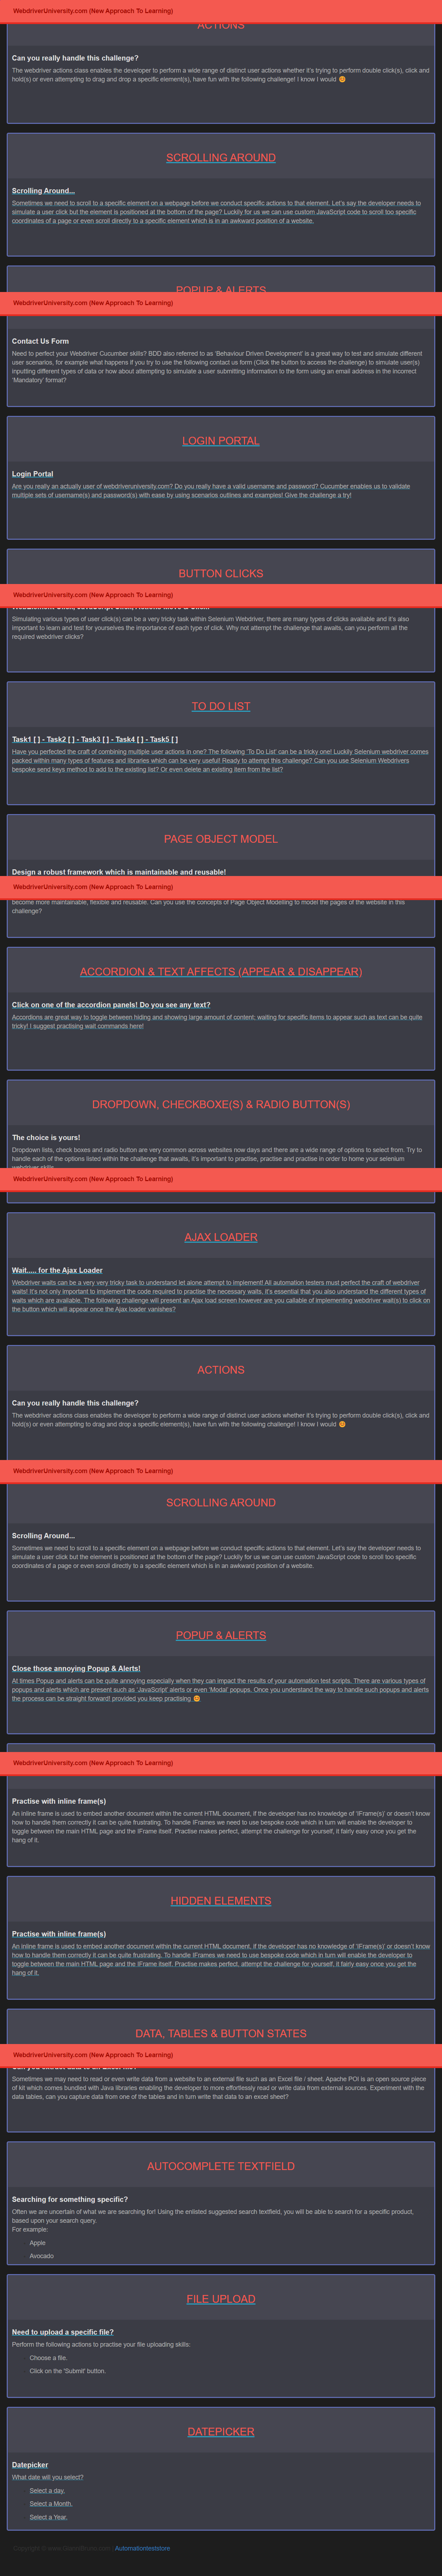 WebdriverUniversity.com (New Approach To Learning)
ACTIONS
Can you really handle this challenge?
The webdriver actions class enables the developer to perform a wide range of distinct user actions whether it's trying to perform double click(s), click and
hold(s) or even attempting to drag and drop a specific element(s), have fun with the following challenge! I know I would 😊
SCROLLING AROUND
Scrolling Around...
Sometimes we need to scroll to a specific element on a webpage before we conduct specific actions to that element. Let's say the developer needs to
simulate a user click but the element is positioned at the bottom of the page? Luckily for us we can use custom JavaScript code to scroll too specific
coordinates of a page or even scroll directly to a specific element which is in an awkward position of a website.
POPUP & ALERTS
WebdriverUniversity.com (New Approach To Learning)
Contact Us Form
Need to perfect your Webdriver Cucumber skills? BDD also referred to as 'Behaviour Driven Development' is a great way to test and simulate different
user scenarios, for example what happens if you try to use the following contact us form (Click the button to access the challenge) to simulate user(s)
inputting different types of data or how about attempting to simulate a user submitting information to the form using an email address in the incorrect
'Mandatory' format?
LOGIN PORTAL
Login Portal
Are you really an actually user of webdriveruniversity.com? Do you really have a valid username and password? Cucumber enables us to validate
multiple sets of username(s) and password(s) with ease by using scenarios outlines and examples! Give the challenge a try!
BUTTON CLICKS
WebdriverUniversity.com (New Approach To Learning)
Simulating various types of user click(s) can be a very tricky task within Selenium Webdriver, there are many types of clicks available and it's also
important to learn and test for yourselves the importance of each type of click. Why not attempt the challenge that awaits, can you perform all the
required webdriver clicks?
TO DO LIST
Task1 [ ] - Task2 [ ] - Task3 [ ] - Task4 [ ] - Task5 [ ]
Have you perfected the craft of combining multiple user actions in one? The following 'To Do List' can be a tricky one! Luckily Selenium webdriver comes
packed within many types of features and libraries which can be very useful! Ready to attempt this challenge? Can you use Selenium Webdrivers
bespoke send keys method to add to the existing list? Or even delete an existing item from the list?
PAGE OBJECT MODEL
Design a robust framework which is maintainable and reusable!
WebdriverUniversity.com (New Approach To Learning)
become more maintainable, flexible and reusable. Can you use the concepts of Page Object Modelling to model the pages of the website in this
challenge?
ACCORDION & TEXT AFFECTS (APPEAR & DISAPPEAR)
Click on one of the accordion panels! Do you see any text?
Accordions are great way to toggle between hiding and showing large amount of content; waiting for specific items to appear such as text can be quite
tricky! I suggest practising wait commands here!
DROPDOWN, CHECKBOXE(S) & RADIO BUTTON(S)
The choice is yours!
Dropdown lists, check boxes and radio button are very common across websites now days and there are a wide range of options to select from. Try to
handle each of the options listed within the challenge that awaits, it's important to practise, practise and practise in order to home your selenium
webdriver skills.
WebdriverUniversity.com (New Approach To Learning)
AJAX LOADER
Wait..... for the Ajax Loader
Webdriver waits can be a very very tricky task to understand let alone attempt to implement! All automation testers must perfect the craft of webdriver
waits! It's not only important to implement the code required to practise the necessary waits, it's essential that you also understand the different types of
waits which are available. The following challenge will present an Ajax load screen however are you callable of implementing webdriver wait(s) to click on
the button which will appear once the Ajax loader vanishes?
ACTIONS
Can you really handle this challenge?
The webdriver actions class enables the developer to perform a wide range of distinct user actions whether it's trying to perform double click(s), click and
hold(s) or even attempting to drag and drop a specific element(s), have fun with the following challenge! I know I would 😊
WebdriverUniversity.com (New Approach To Learning)
SCROLLING AROUND
Scrolling Around...
Sometimes we need to scroll to a specific element on a webpage before we conduct specific actions to that element. Let's say the developer needs to
simulate a user click but the element is positioned at the bottom of the page? Luckily for us we can use custom JavaScript code to scroll too specific
coordinates of a page or even scroll directly to a specific element which is in an awkward position of a website.
POPUP & ALERTS
Close those annoying Popup & Alerts!
At times Popup and alerts can be quite annoying especially when they can impact the results of your automation test scripts. There are various types of
popups and alerts which are present such as 'JavaScript' alerts or even 'Modal' popups. Once you understand the way to handle such popups and alerts
the process can be straight forward! provided you keep practising 😊
WebdriverUniversity.com (New Approach To Learning)
Practise with inline frame(s)
An inline frame is used to embed another document within the current HTML document, if the developer has no knowledge of 'IFrame(s)' or doesn't know
how to handle them correctly it can be quite frustrating. To handle IFrames we need to use bespoke code which in turn will enable the developer to
toggle between the main HTML page and the IFrame itself. Practise makes perfect, attempt the challenge for yourself, it fairly easy once you get the
hang of it.
HIDDEN ELEMENTS
Practise with inline frame(s)
An inline frame is used to embed another document within the current HTML document, if the developer has no knowledge of 'IFrame(s)' or doesn't know
how to handle them correctly it can be quite frustrating. To handle IFrames we need to use bespoke code which in turn will enable the developer to
toggle between the main HTML page and the IFrame itself. Practise makes perfect, attempt the challenge for yourself, it fairly easy once you get the
hang of it.
DATA, TABLES & BUTTON STATES
WebdriverUniversity.com (New Approach To Learning)
Sometimes we may need to read or even write data from a website to an external file such as an Excel file / sheet. Apache POI is an open source piece
of kit which comes bundled with Java libraries enabling the developer to more effortlessly read or write data from external sources. Experiment with the
data tables, can you capture data from one of the tables and in turn write that data to an excel sheet?
AUTOCOMPLETE TEXTFIELD
Searching for something specific?
Often we are uncertain of what we are searching for! Using the enlisted suggested search textfield, you will be able to search for a specific product,
based upon your search query.
For example:
Apple
Avocado
FILE UPLOAD
Need to upload a specific file?
Perform the following actions to practise your file uploading skills:
Choose a file.
Click on the 'Submit' button.
DATEPICKER
Datepicker
What date will you select?
Select a day.
Select a Month.
Select a Year.
Automationteststore